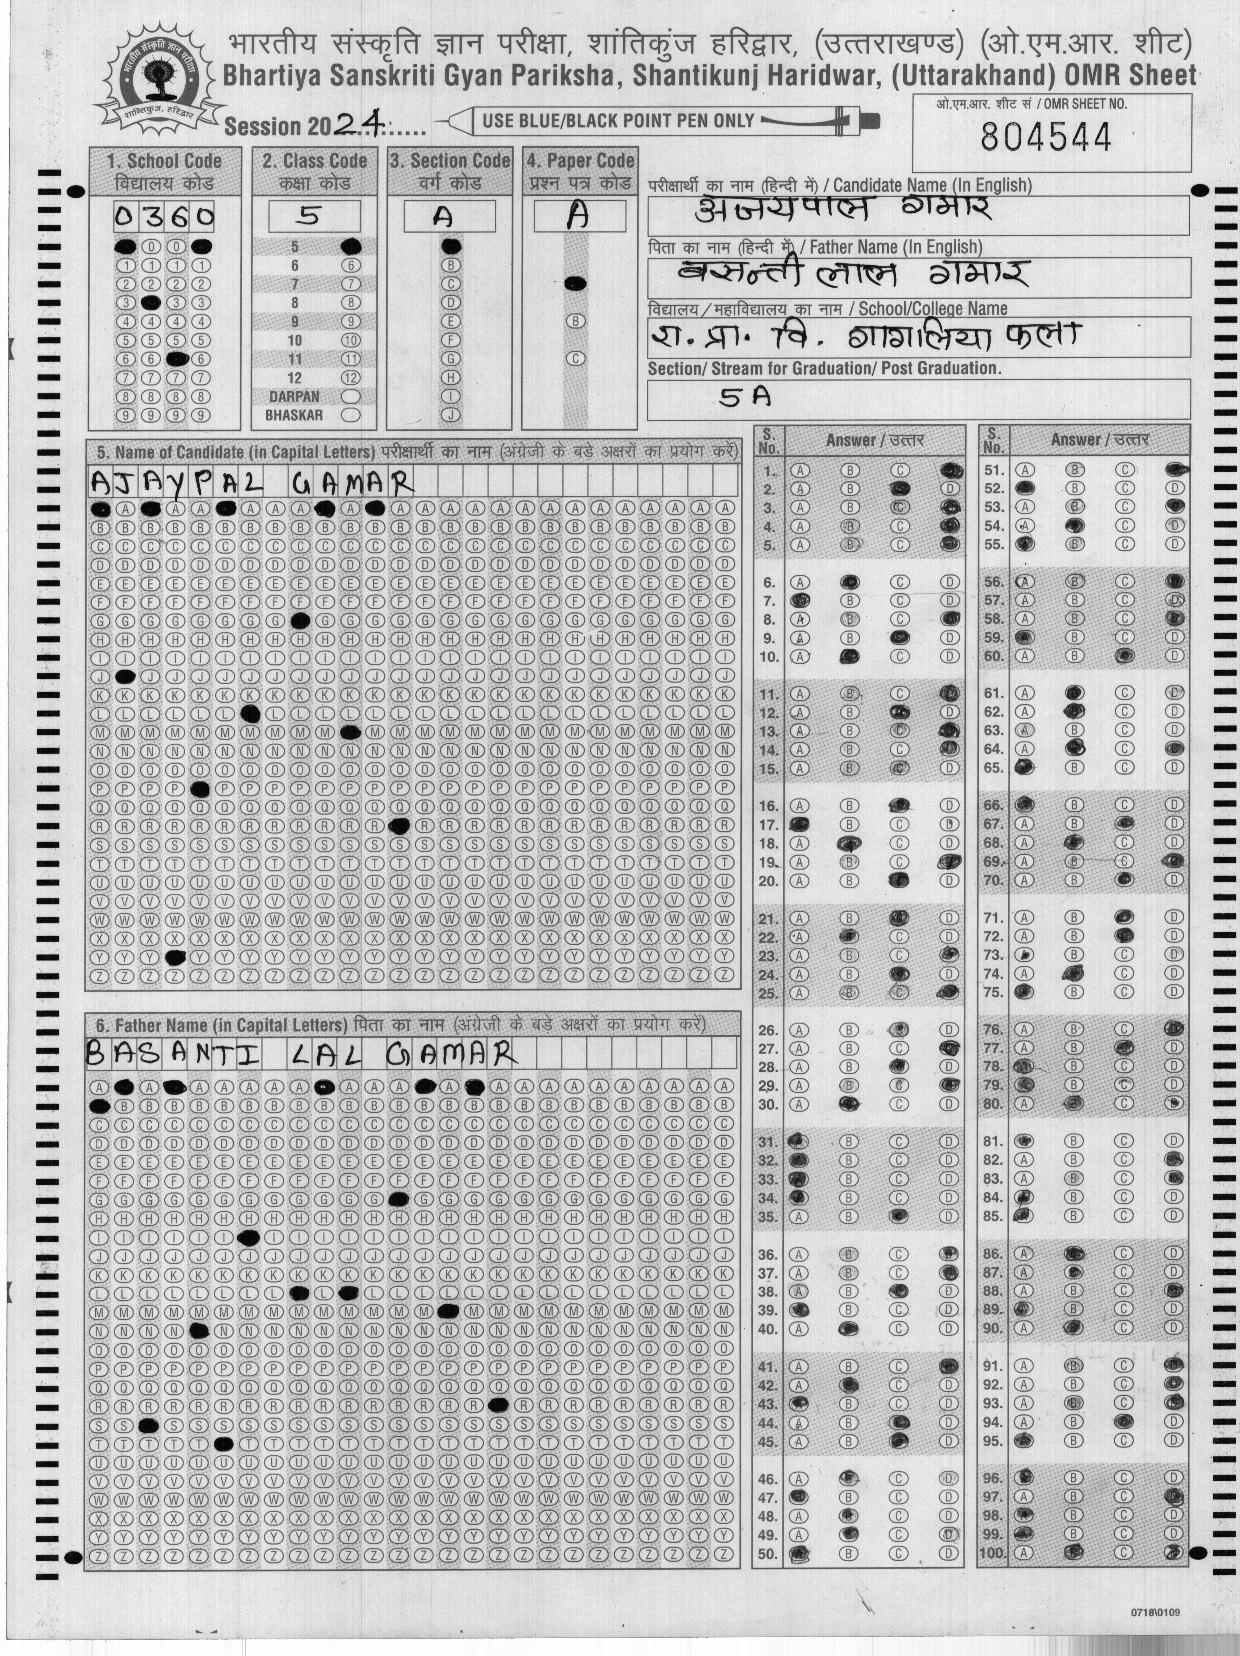 भारतीय संस्कृति ज्ञान परीक्षा, शांतिकुंज हरिद्वार, (उत्तराखण्ड) (ओ.एम.आर. शीट)
Bhartiya Sanskriti Gyan Pariksha, Shantikunj Haridwar, (Uttarakhand) OMR Sheet
Session 2024
USE BLUE/BLACK POINT PEN ONLY
ओ.एम.आर. शीट सं / OMR SHEET NO.
804544
1. School Code
विद्यालय कोड
0360
2. Class Code
कक्षा कोड
5
3. Section Code
वर्ग कोड
A
4. Paper Code
प्रश्न पत्र कोड
A
5
6
7
8
9
10
11
12
DARPAN
BHASKAR
परीक्षार्थी का नाम (हिन्दी में) / Candidate Name (In English)
अजयपाल गमार
पिता का नाम (हिन्दी में) / Father Name (In English)
बसन्ती लाल गमार
विद्यालय/महाविद्यालय का नाम / School/College Name
रा. प्रा. वि. गागलिया कला
Section/ Stream for Graduation/ Post Graduation.
5A
5. Name of Candidate (in Capital Letters) परीक्षार्थी का नाम (अंग्रेजी के बडे अक्षरों का प्रयोग करें)
AJAYPAL GAMAR
6. Father Name (in Capital Letters) पिता का नाम (अंग्रेजी के बडे अक्षरों का प्रयोग करें)
BASANTI LAL GAMAR
S. No. Answer / उत्तर
S. No. Answer / उत्तर
0718\0109